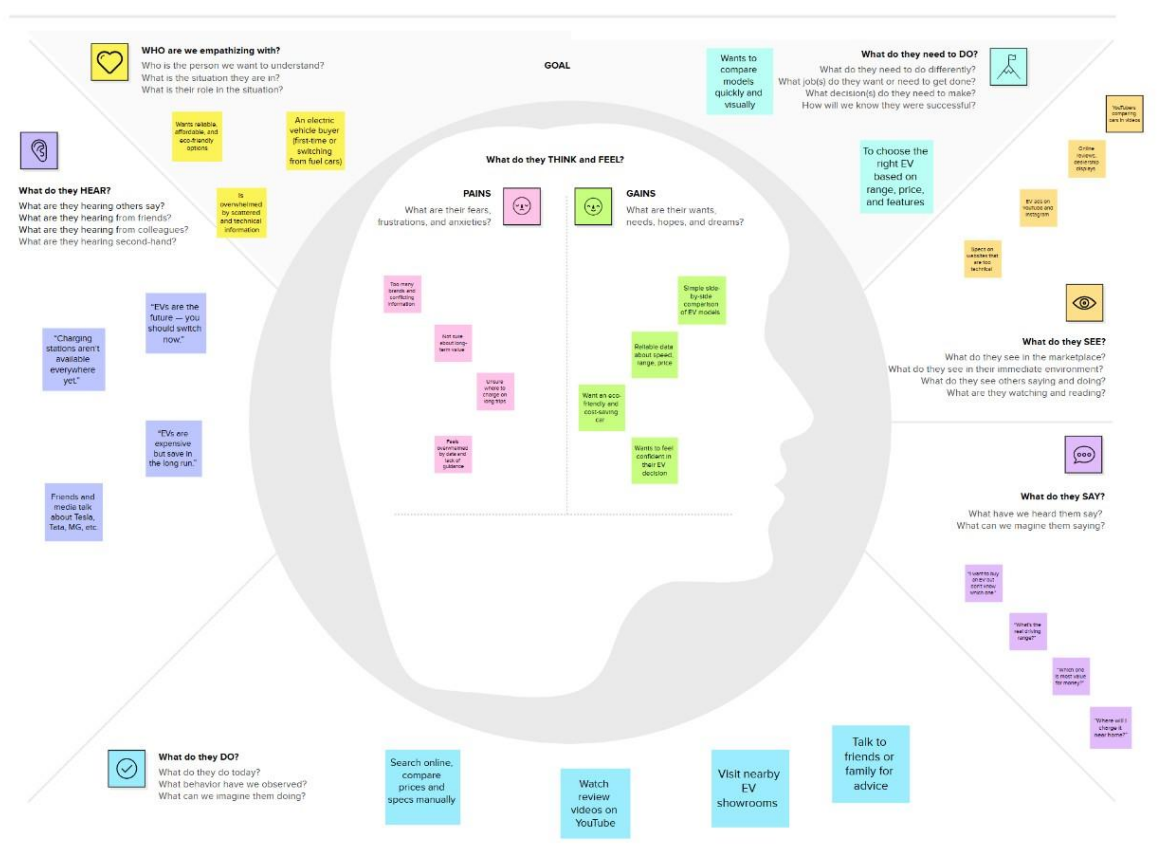 WHO are we empathizing with?
Who is the person we want to understand?
What is the situation they are in?
What is their role in the situation?
Wants reliable,
affordable, and
eco-friendly
options
An electric
vehicle buyer
(first-time or
switching
from fuel cars)
Is
overwhelmed
by scattered
and technical
information
GOAL
Wants to
compare
models
quickly and
visually
What do they need to DO?
What do they need to do differently?
What job(s) do they want or need to get done?
What decision(s) do they need to make?
How will we know they were successful?
To choose the
right EV
based on
range, price,
and features
What do they HEAR?
What are they hearing others say?
What are they hearing from friends?
What are they hearing from colleagues?
What are they hearing second-hand?
"EVs are the
future — you
should switch
now."
"Charging
stations aren't
available
everywhere
yet."
"EVs are
expensive
but save in
the long run."
Friends and
media talk
about Tesla,
Tata, MG, etc.
What do they THINK and FEEL?
PAINS
What are their fears,
frustrations, and anxieties?
Too many
brands and
conflicting
information
Not sure
about long-
term value
Unsure
where to
charge on
long trips
Feels
overwhelmed
by data and
lack of
guidance
GAINS
What are their wants,
needs, hopes, and dreams?
Simple side-
by-side
comparison
of EV models
Reliable data
about speed,
range, price
Want an eco-
friendly and
cost-saving
car
Wants to feel
confident in
their EV
decision
YouTubers
comparing
cars in videos
Online
reviews,
dealership
displays
EV ads on
YouTube and
Instagram
Specs on
websites that
are too
technical
What do they SEE?
What do they see in the marketplace?
What do they see in their immediate environment?
What do they see others saying and doing?
What are they watching and reading?
What do they SAY?
What have we heard them say?
What can we imagine them saying?
"I want to buy
an EV but
don't know
which one."
"What's the
real driving
range?"
"Which one
is most value
for money?"
"Where will I
charge it
near home?"
What do they DO?
What do they do today?
What behavior have we observed?
What can we imagine them doing?
Search online,
compare
prices and
specs manually
Watch
review
videos on
YouTube
Visit nearby
EV
showrooms
Talk to
friends or
family for
advice